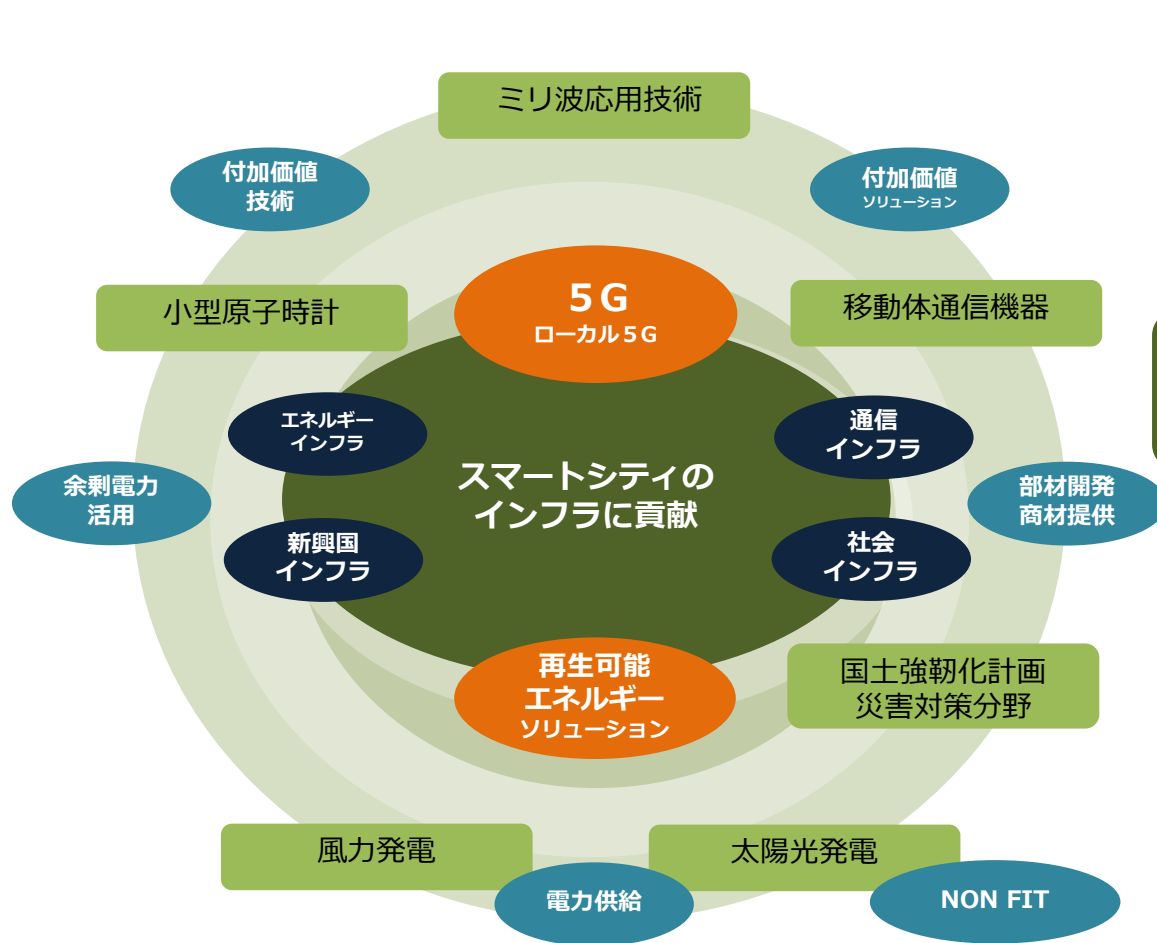 ミリ波応用技術
付加価値
技術
付加価値
ソリューション
5G
ローカル5G
小型原子時計
移動体通信機器
エネルギー
インフラ
通信
インフラ
スマートシティの
インフラに貢献
余剰電力
活用
部材開発
商材提供
新興国
インフラ
社会
インフラ
再生可能
エネルギー
ソリューション
国土強靭化計画
災害対策分野
風力発電
太陽光発電
電力供給
NON FIT